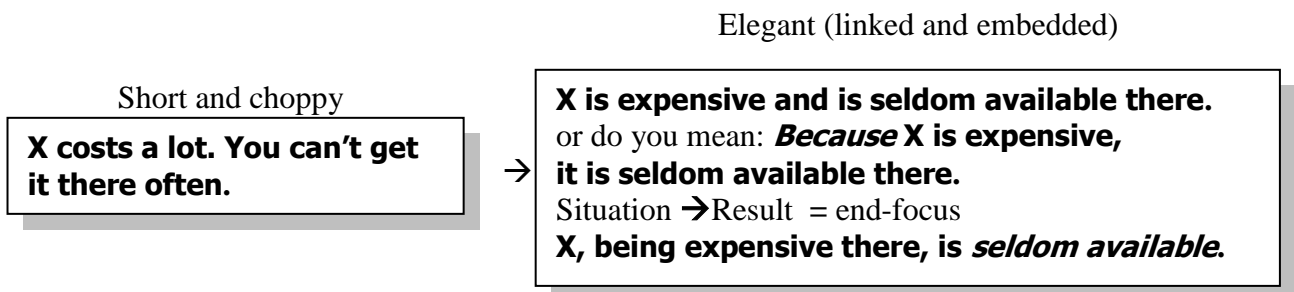 Elegant (linked and embedded)
Short and choppy
X costs a lot. You can’t get
it there often.
→
X is expensive and is seldom available there.
or do you mean: Because X is expensive,
it is seldom available there.
Situation →Result = end-focus
X, being expensive there, is seldom available.